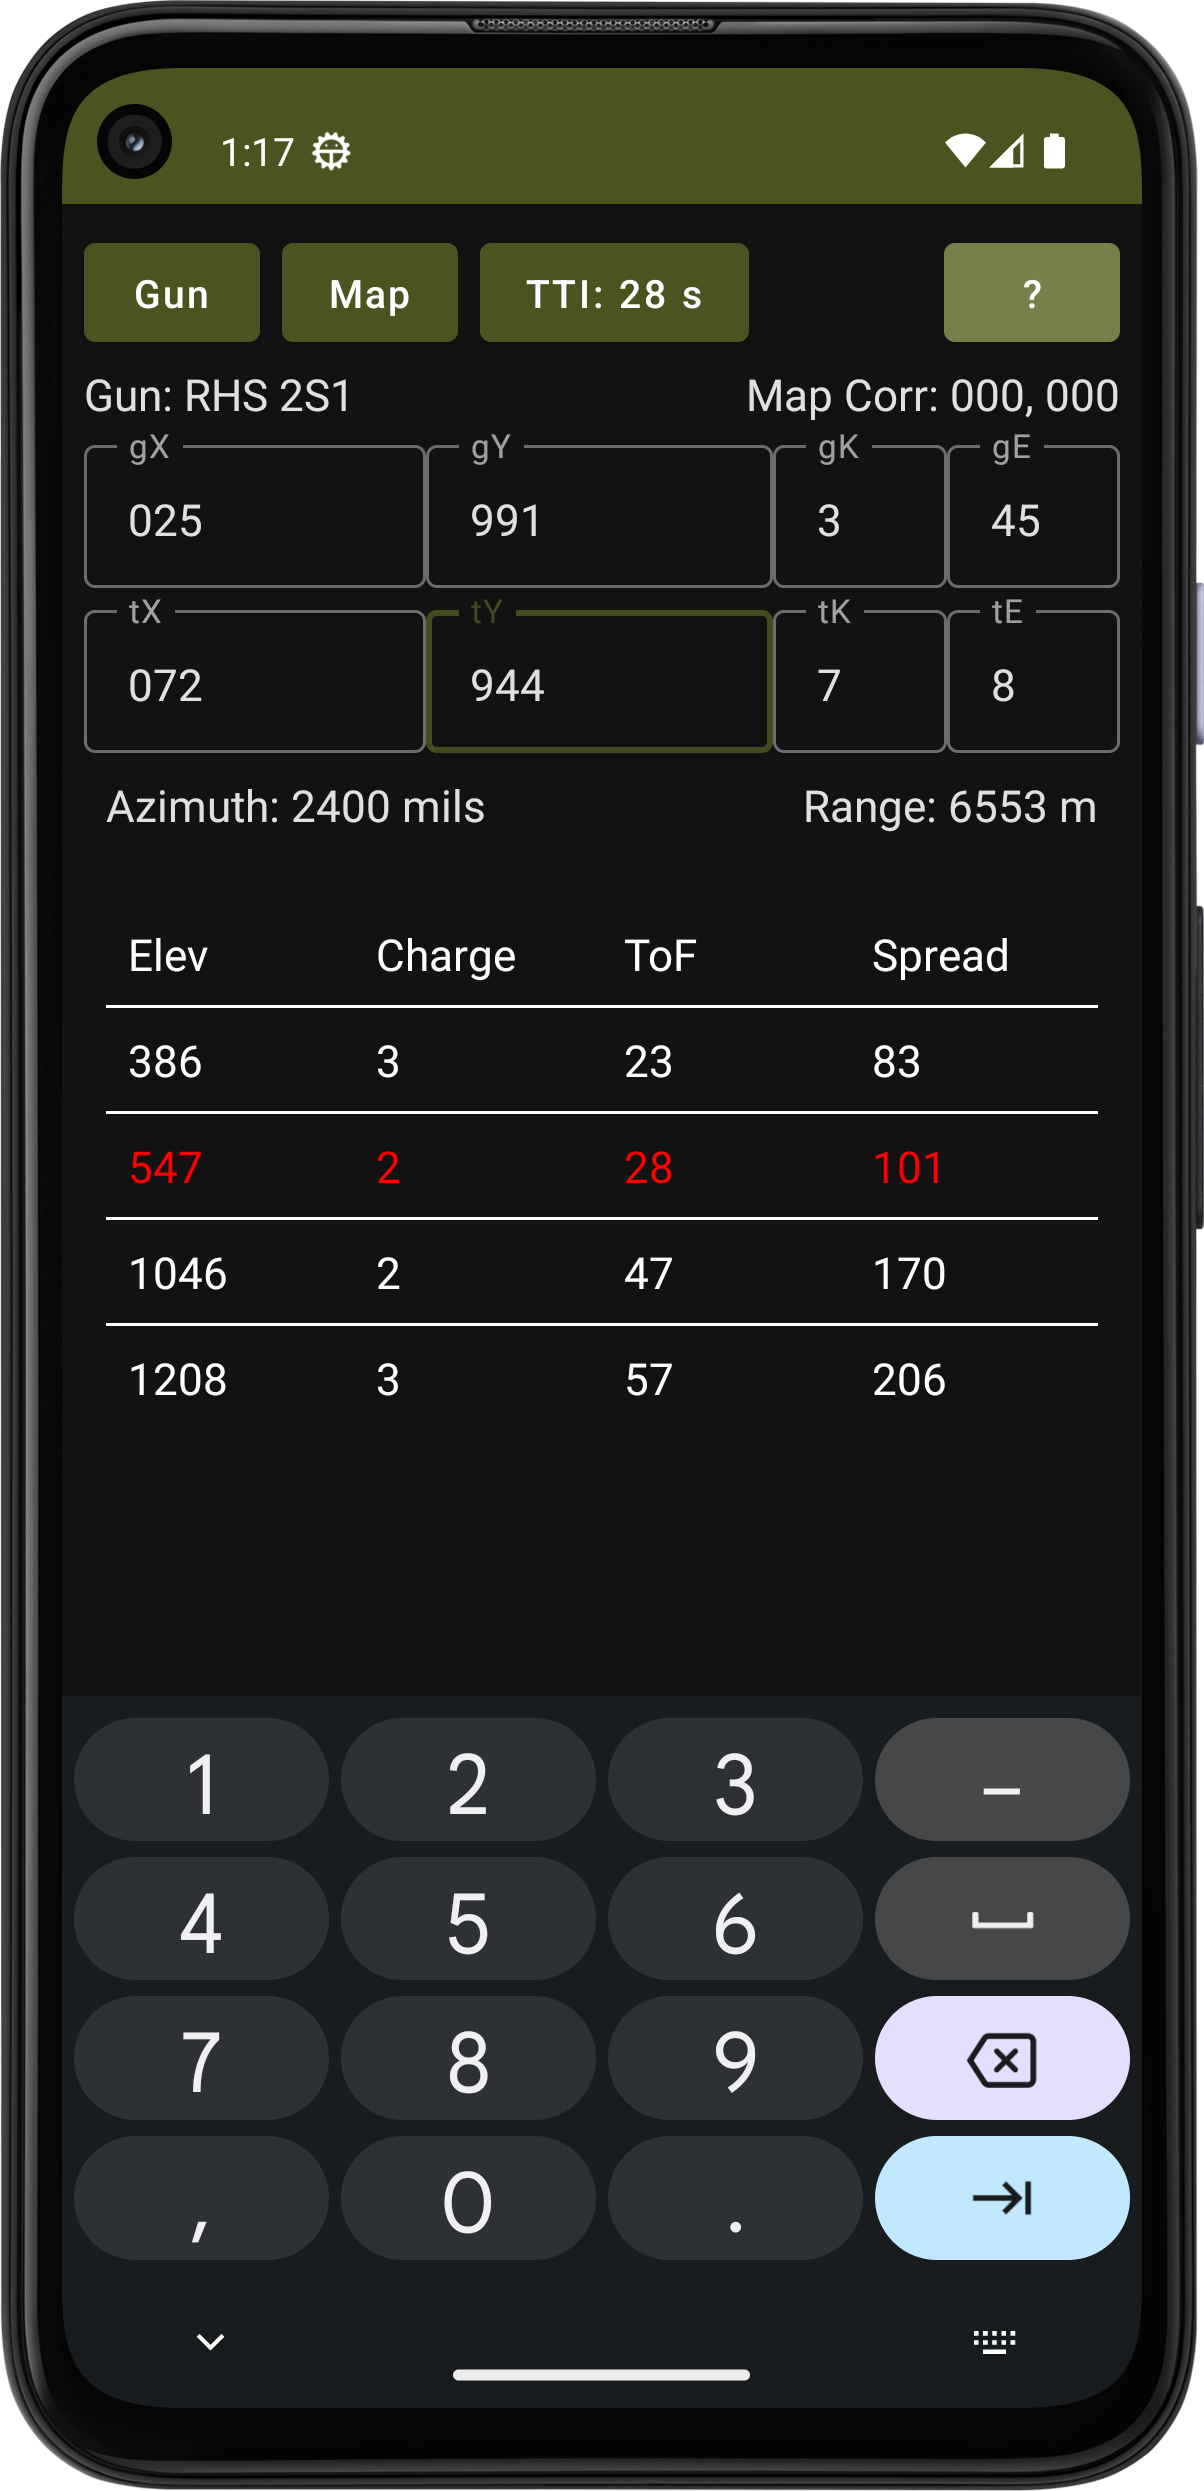 1:17
Gun Map TTI: 28 s ?
Gun: RHS 2S1 Map Corr: 000, 000
gX gY gK gE
025 991 3 45
tX tY tK tE
072 944 7 8
Azimuth: 2400 mils Range: 6553 m
Elev Charge ToF Spread
386 3 23 83
547 2 28 101
1046 2 47 170
1208 3 57 206
1 2 3 –
4 5 6
7 8 9
, 0 .